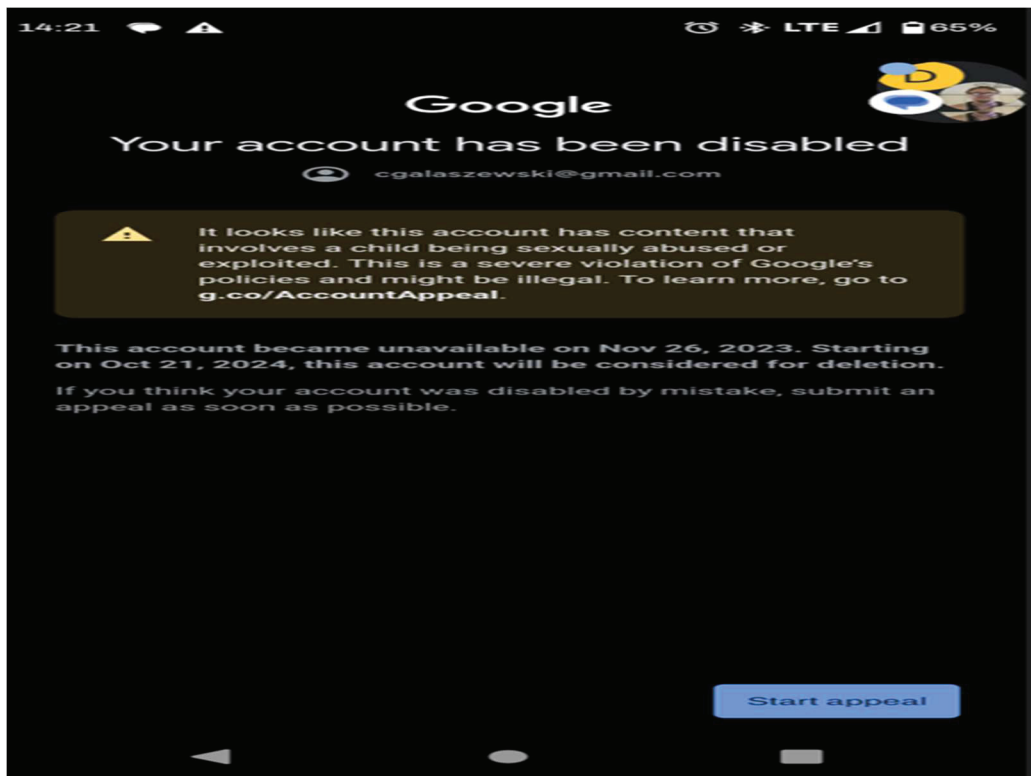 14:21
LTE
65%
D
Google
Your account has been disabled
cgalaszewski@gmail.com
It looks like this account has content that
involves a child being sexually abused or
exploited. This is a severe violation of Google's
policies and might be illegal. To learn more, go to
g.co/AccountAppeal.
This account became unavailable on Nov 26, 2023. Starting
on Oct 21, 2024, this account will be considered for deletion.
If you think your account was disabled by mistake, submit an
appeal as soon as possible.
Start appeal